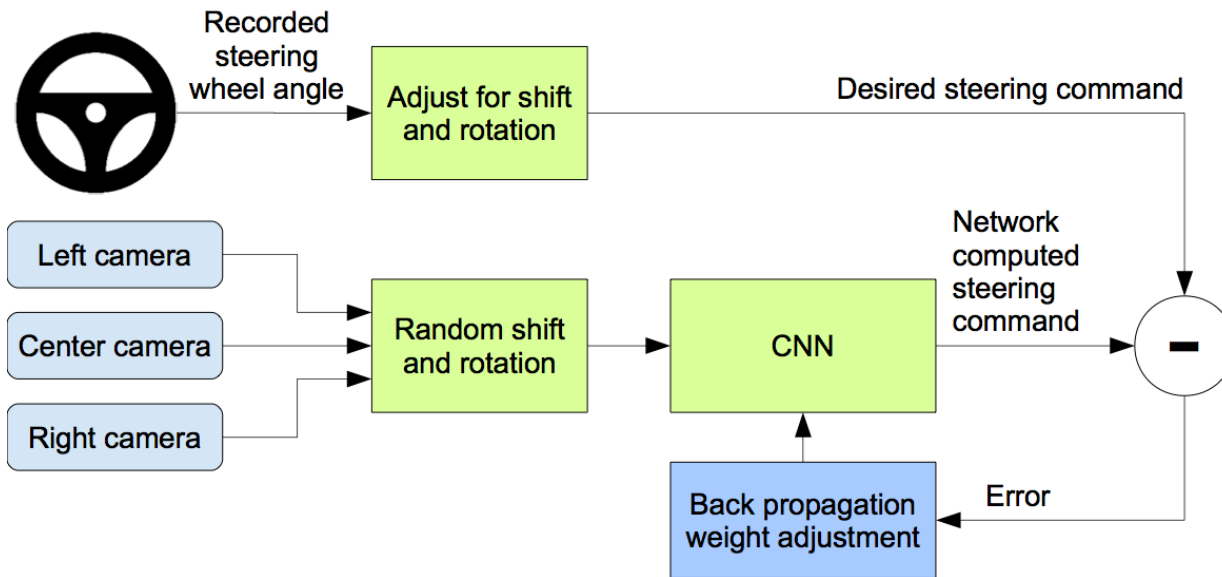 Recorded
steering
wheel angle
Adjust for shift
and rotation
Desired steering command
Left camera
Center camera
Right camera
Random shift
and rotation
CNN
Network
computed
steering
command
-
Back propagation
weight adjustment
Error